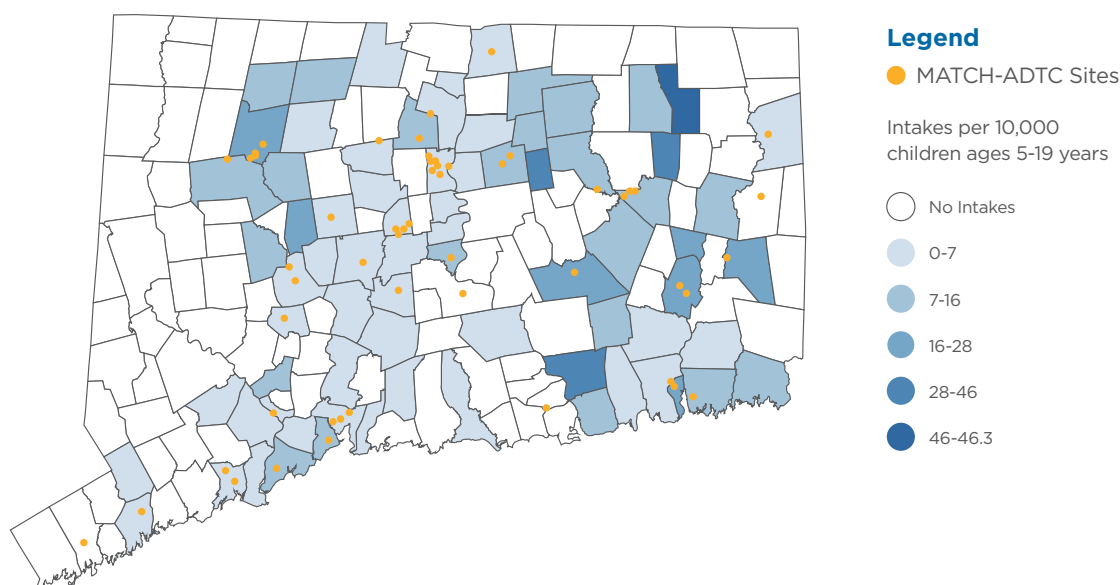 Legend
MATCH-ADTC Sites
Intakes per 10,000
children ages 5-19 years
No Intakes
0-7
7-16
16-28
28-46
46-46.3